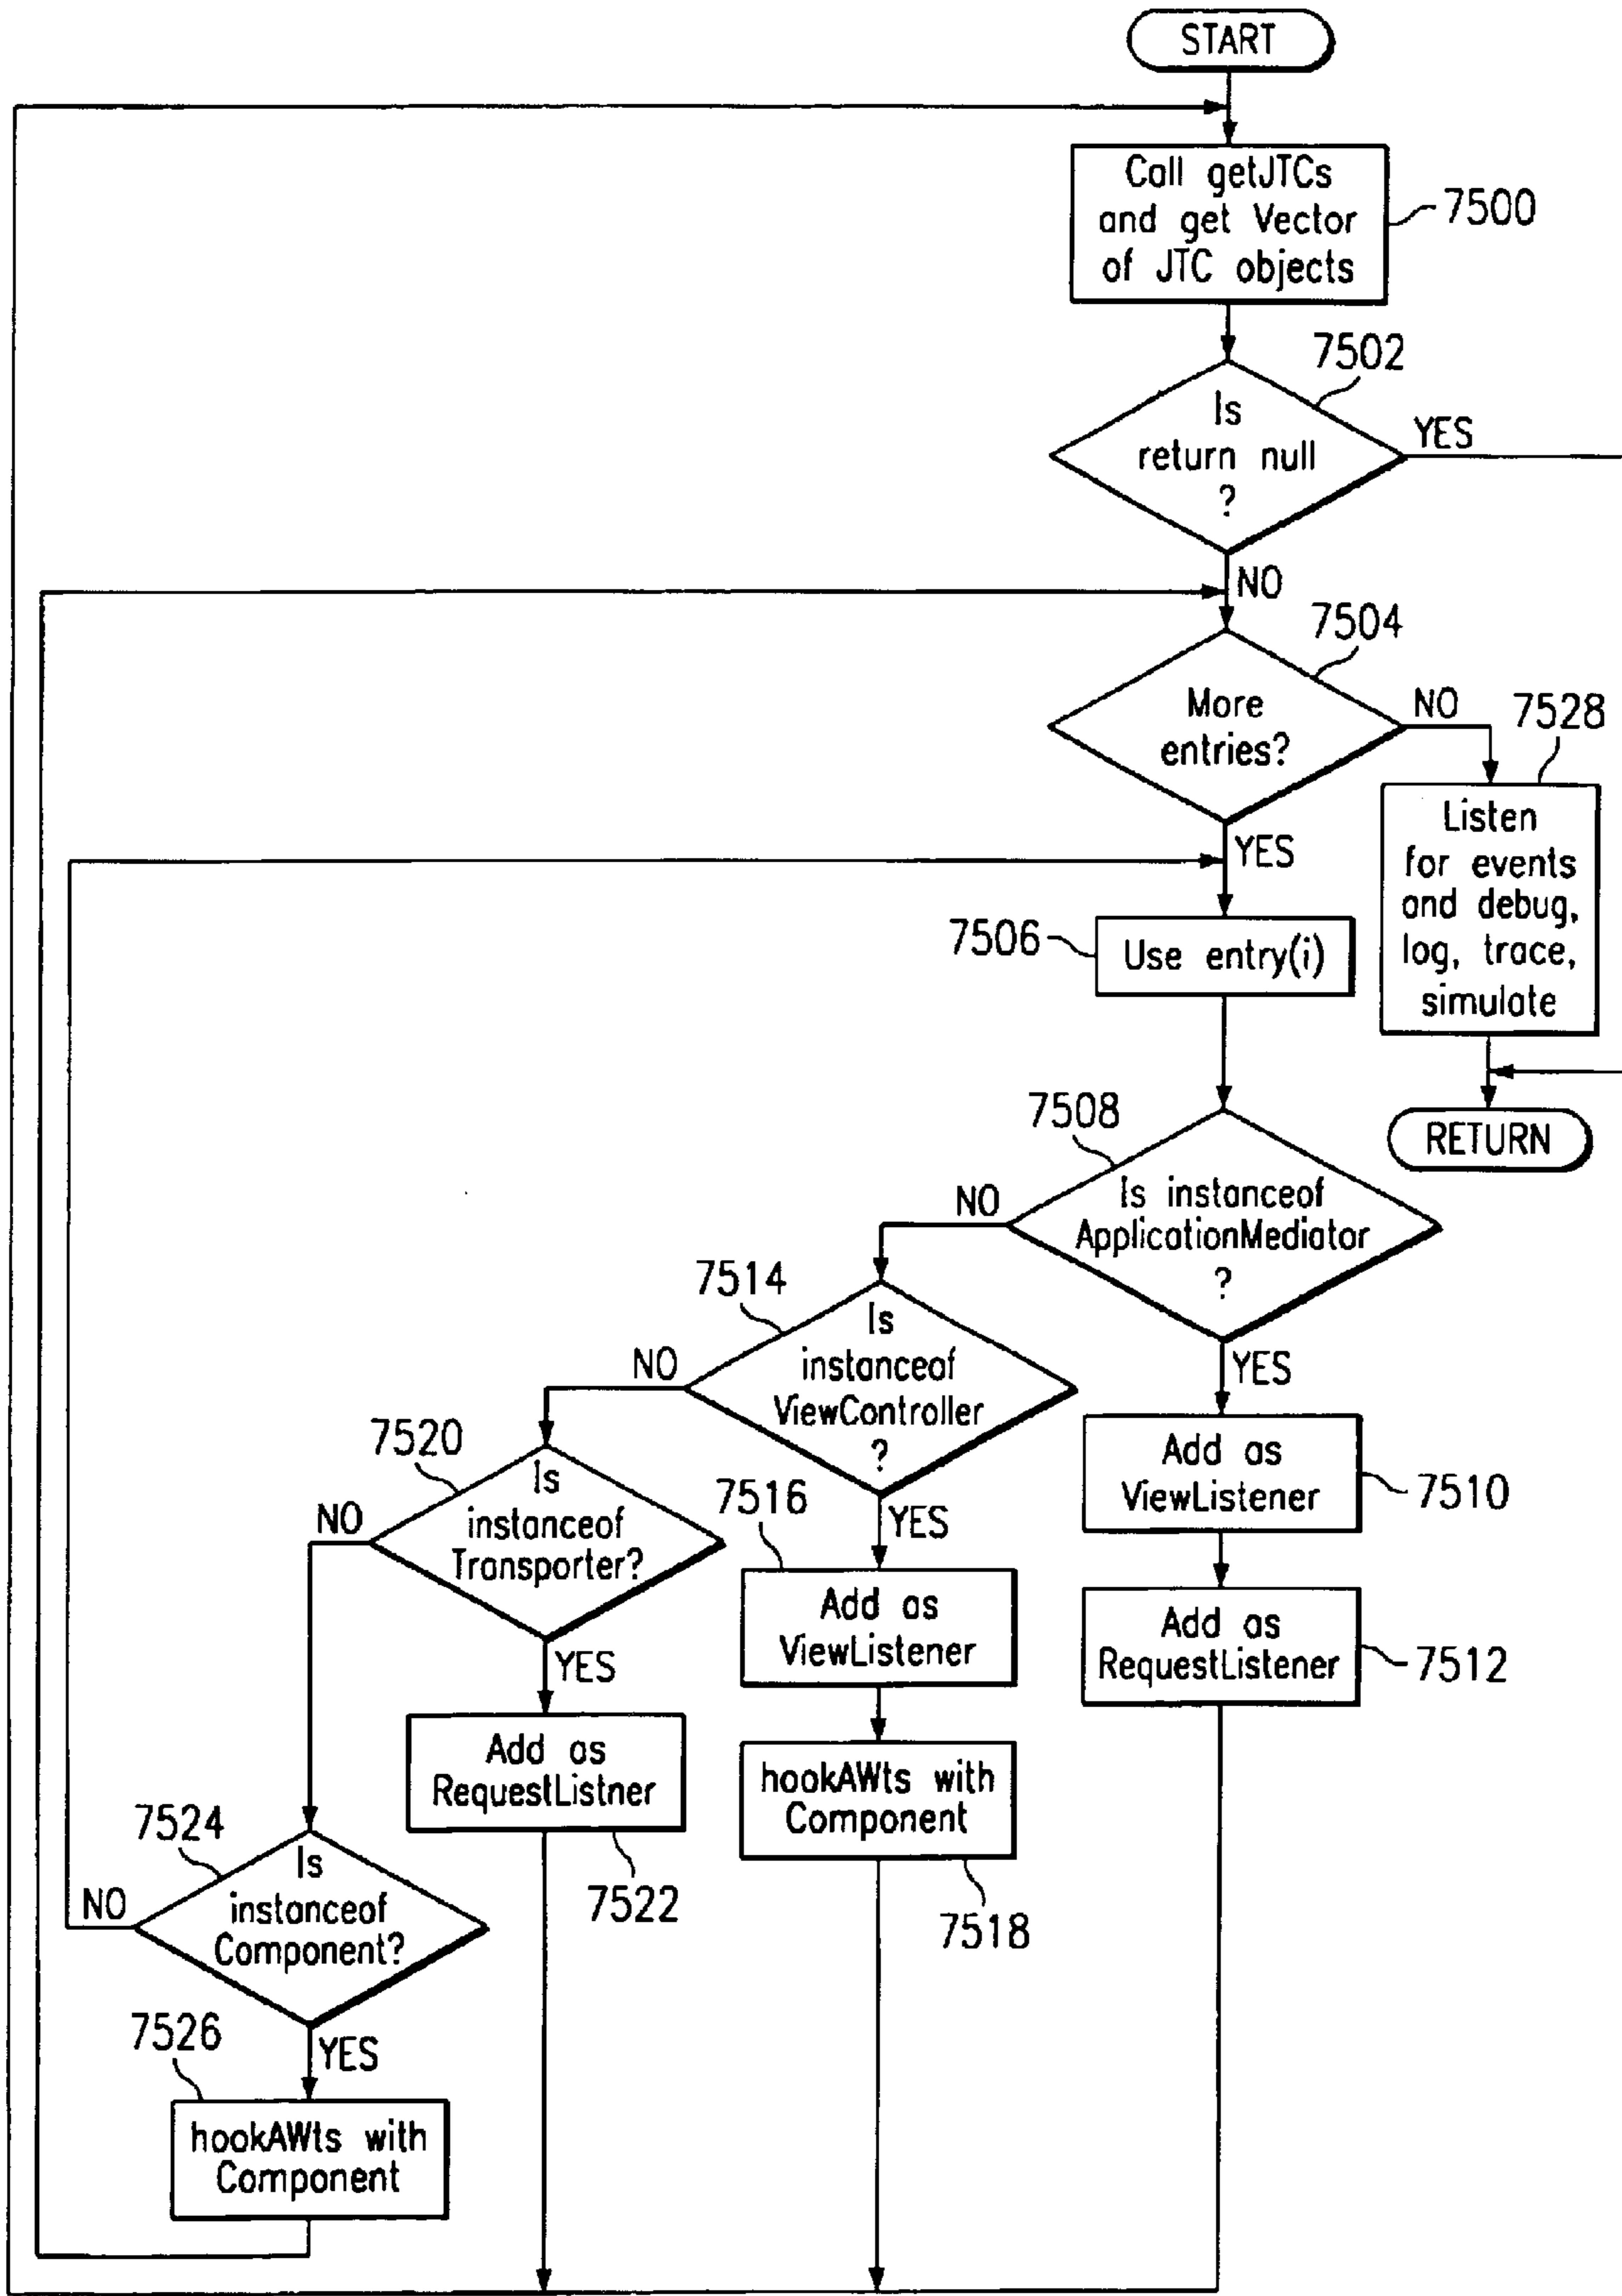 START
Call getJTCs
and get Vector
of JTC objects
7500
7502
Is
return null
?
YES
NO
7504
More
entries?
NO
7528
Listen
for events
and debug,
log, trace,
simulate
YES
7506
Use entry(i)
RETURN
7508
Is instanceof
ApplicationMediator
?
NO
YES
7514
Is
instanceof
ViewController
?
NO
YES
7510
Add as
ViewListener
7512
Add as
RequestListener
7516
Add as
ViewListener
hookAWts with
Component
7518
7520
Is
instanceof
Transporter?
NO
YES
Add as
RequestListner
7522
7524
Is
instanceof
Component?
NO
YES
7526
hookAWts with
Component